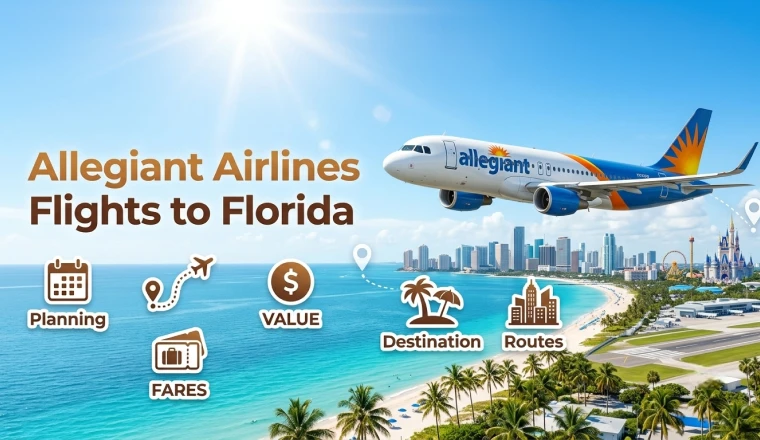 Allegiant Airlines
Flights to Florida
allegiant
Planning
$
VALUE
FARES
Destination
Routes